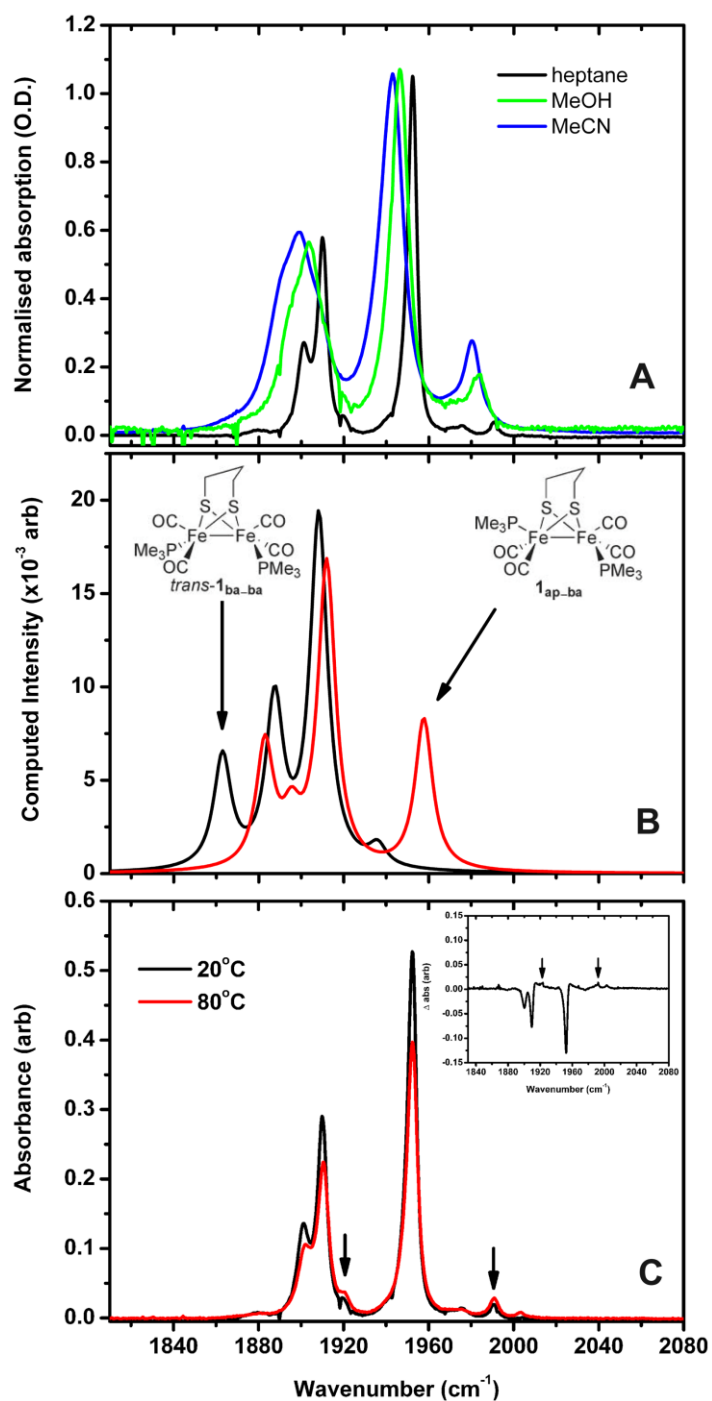 Normalised absorption (O.D.)
1.0
0.8
0.6
0.4
0.2
0.0
heptane
MeOH
MeCN
A
Computed Intensity (x10⁻³ arb)
20
15
10
5
0
OC
Me₃P
OC
S
S
Fe
Fe
CO
CO
PMe₃
trans-1ba-ba
Me₃P
OC
OC
S
S
Fe
Fe
CO
CO
PMe₃
1ap-ba
B
Absorbance (arb)
0.6
0.5
0.4
0.3
0.2
0.1
0.0
20°C
80°C
Δ abs (arb)
0.15
0.10
0.05
0.00
-0.05
-0.10
-0.15
1840 1880 1920 1960 2000 2040 2080
Wavenumber (cm⁻¹)
C
1840 1880 1920 1960 2000 2040 2080
Wavenumber (cm⁻¹)